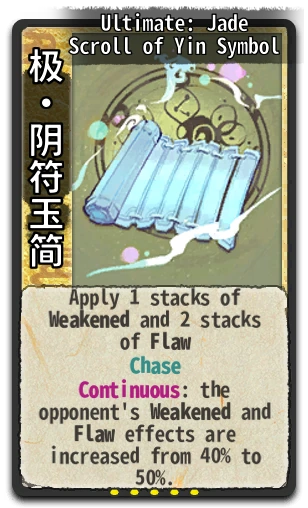 Ultimate: Jade
Scroll of Yin Symbol
极·阴符玉简
Apply 1 stacks of
Weakened and 2 stacks
of Flaw
Chase
Continuous: the
opponent's Weakened and
Flaw effects are
increased from 40% to
50%.